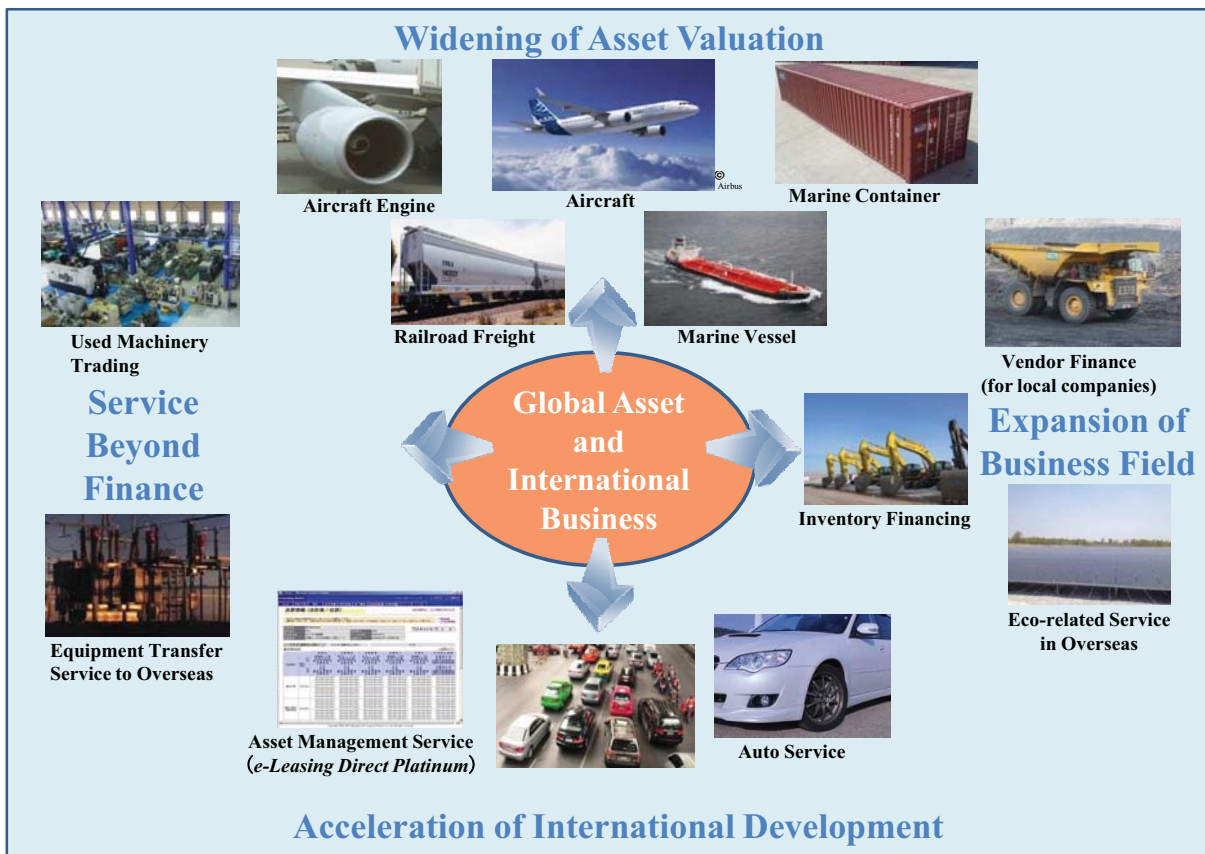 Widening of Asset Valuation
Aircraft Engine
Aircraft
©
Airbus
Marine Container
Railroad Freight
Marine Vessel
Used Machinery
Trading
Service
Beyond
Finance
Equipment Transfer
Service to Overseas
Global Asset
and
International
Business
Vendor Finance
(for local companies)
Expansion of
Business Field
Inventory Financing
Eco-related Service
in Overseas
Asset Management Service
(e-Leasing Direct Platinum)
Auto Service
Acceleration of International Development